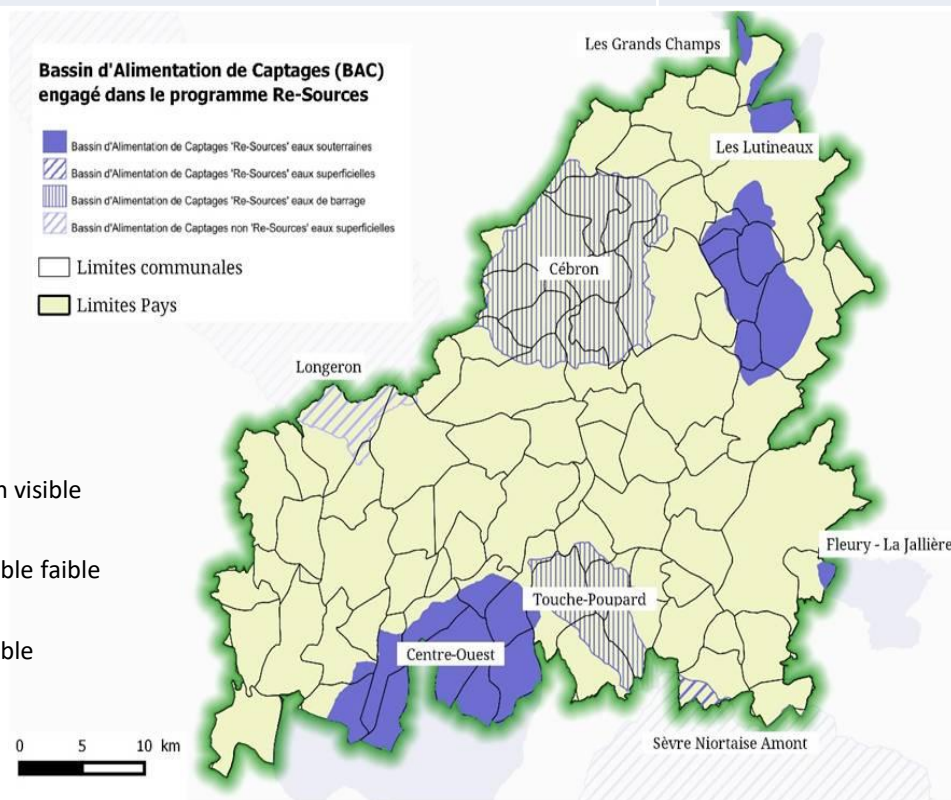 Bassin d'Alimentation de Captages (BAC)
engagé dans le programme Re-Sources
Bassin d'Alimentation de Captages 'Re-Sources' eaux souterraines
Bassin d'Alimentation de Captages 'Re-Sources' eaux superficielles
Bassin d'Alimentation de Captages 'Re-Sources' eaux de barrage
Bassin d'Alimentation de Captages non 'Re-Sources' eaux superficielles
Limites communales
Limites Pays
Les Grands Champs
Les Lutineaux
Cébron
Longeron
n visible
ble faible
ble
Fleury - La Jallière
Touche-Poupard
Centre-Ouest
Sèvre Niortaise Amont
0 5 10 km